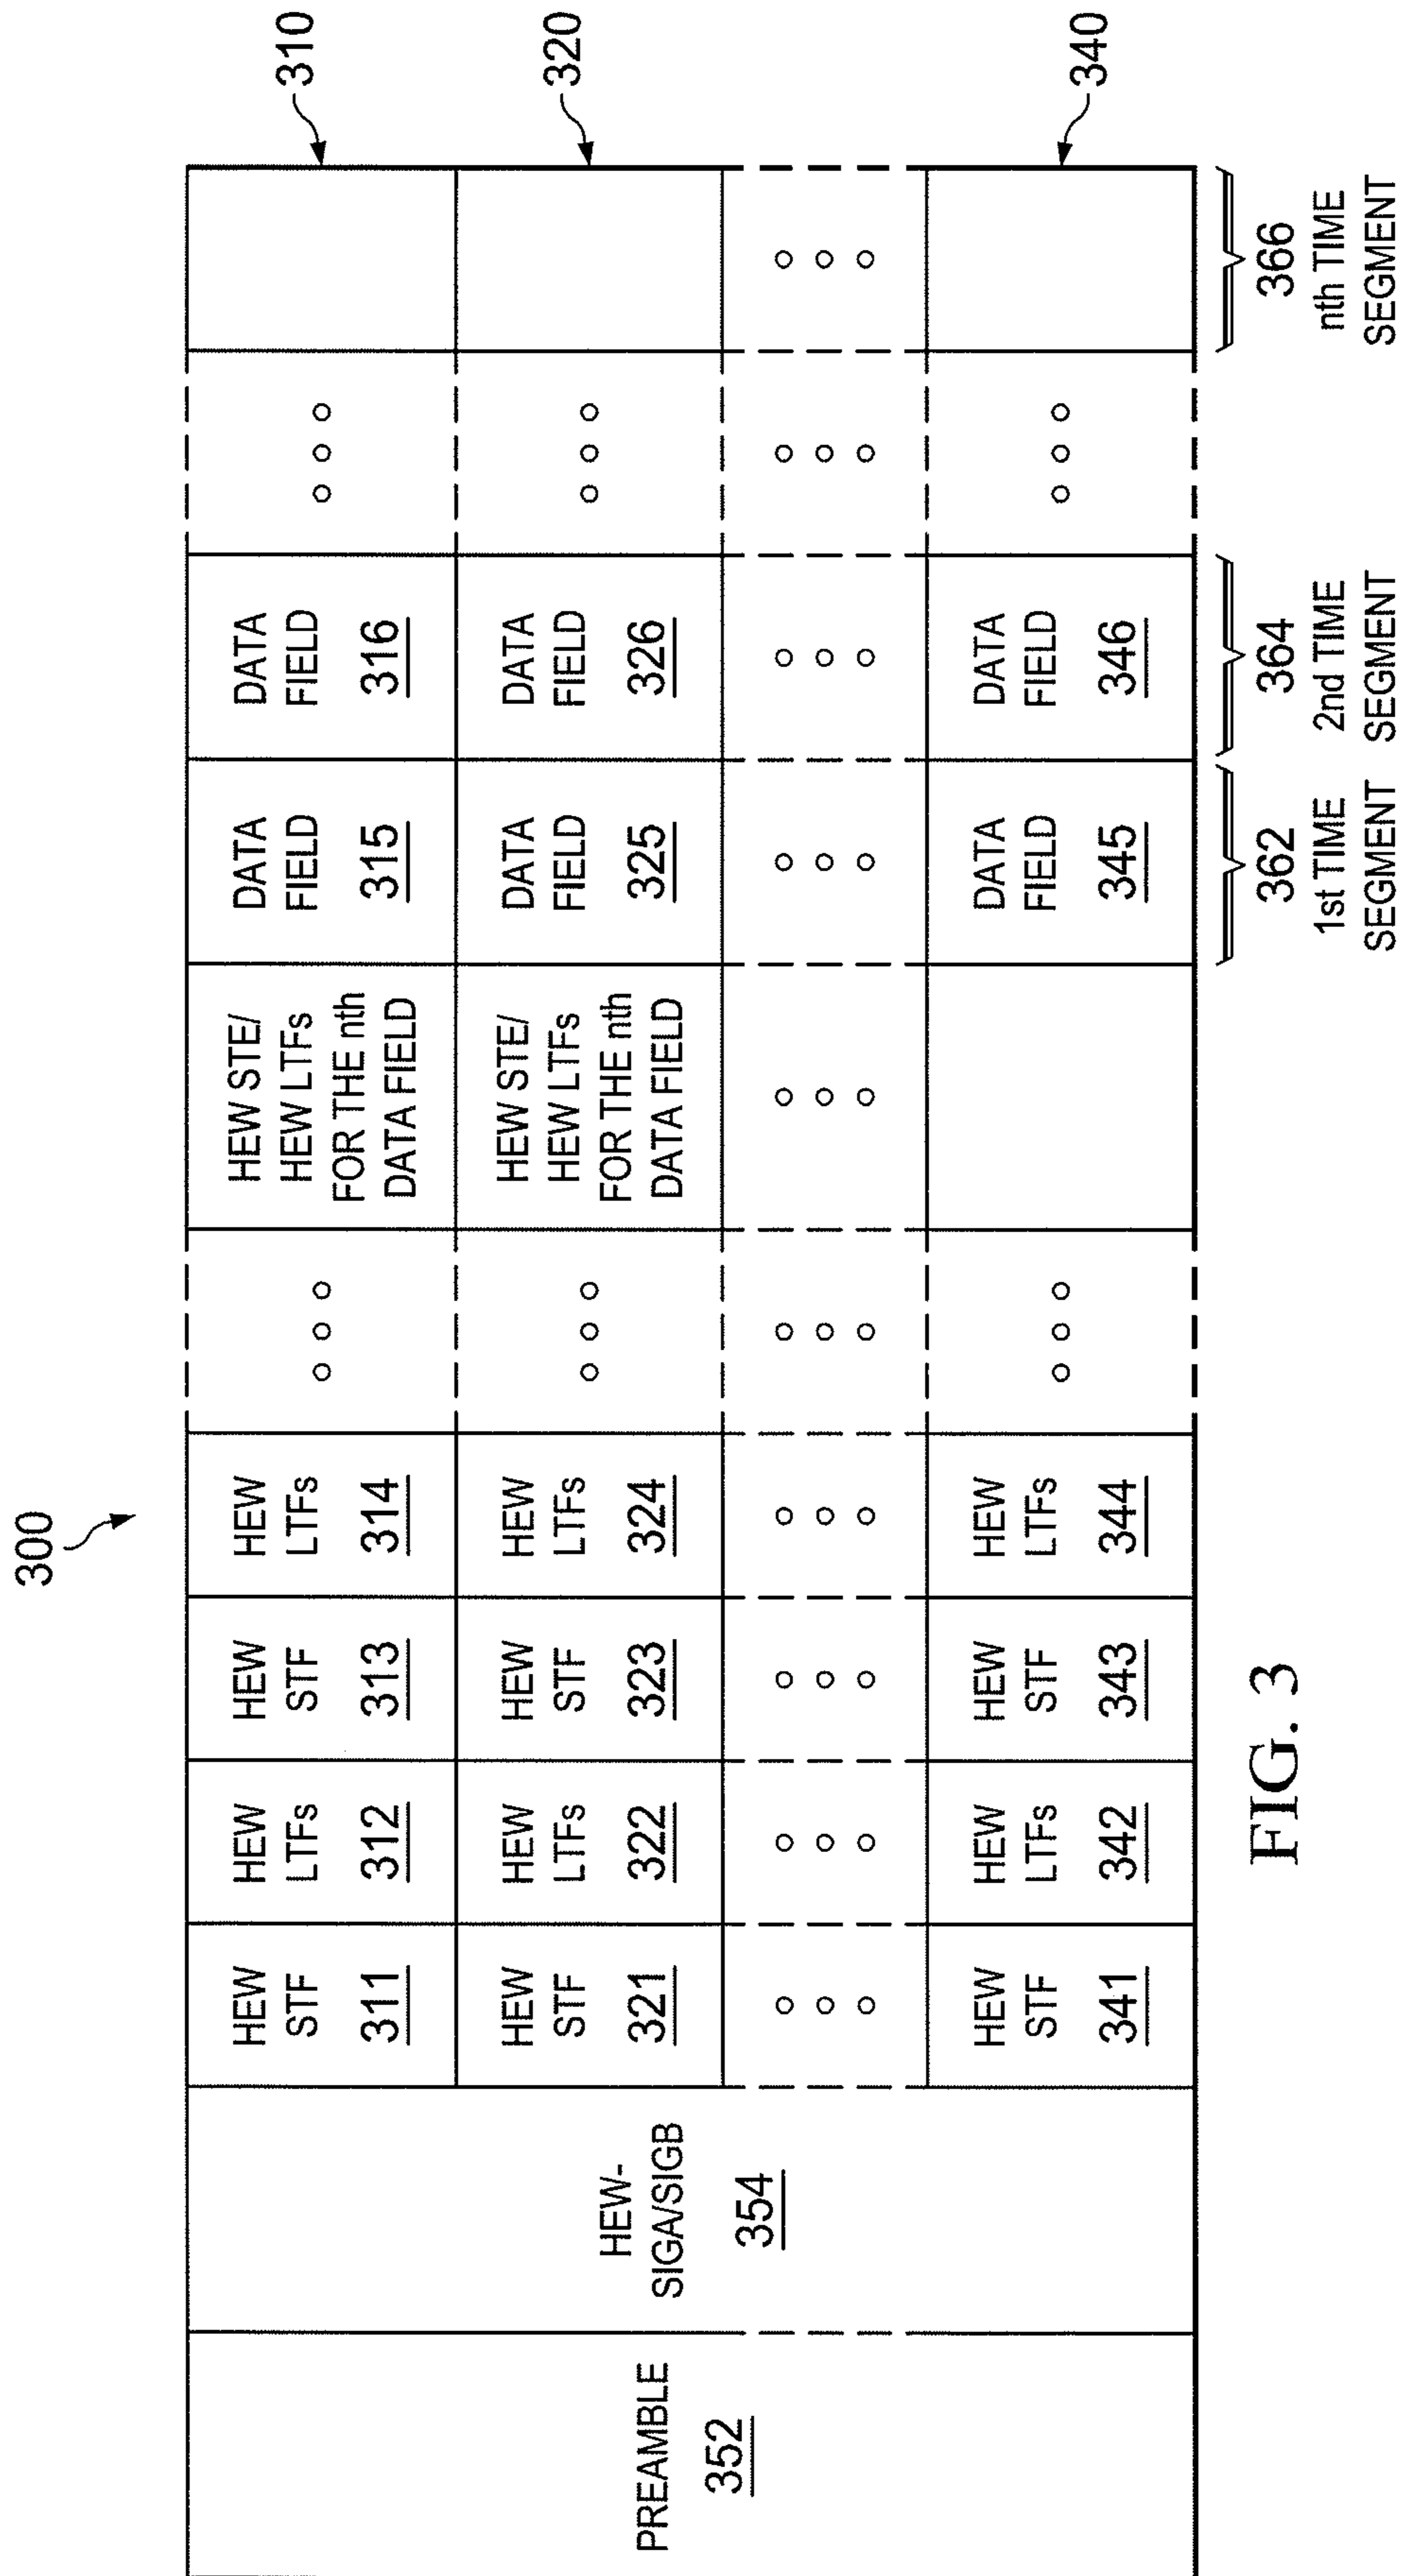 300
PREAMBLE
352
HEW-
SIGA/SIGB
354
HEW
STF
311
HEW
LTFs
312
HEW
STF
313
HEW
LTFs
314
HEW STE/
HEW LTFs
FOR THE nth
DATA FIELD
DATA
FIELD
315
DATA
FIELD
316
310
HEW
STF
321
HEW
LTFs
322
HEW
STF
323
HEW
LTFs
324
HEW STE/
HEW LTFs
FOR THE nth
DATA FIELD
DATA
FIELD
325
DATA
FIELD
326
320
HEW
STF
341
HEW
LTFs
342
HEW
STF
343
HEW
LTFs
344
DATA
FIELD
345
DATA
FIELD
346
340
362
1st TIME
SEGMENT
364
2nd TIME
SEGMENT
366
nth TIME
SEGMENT
FIG. 3